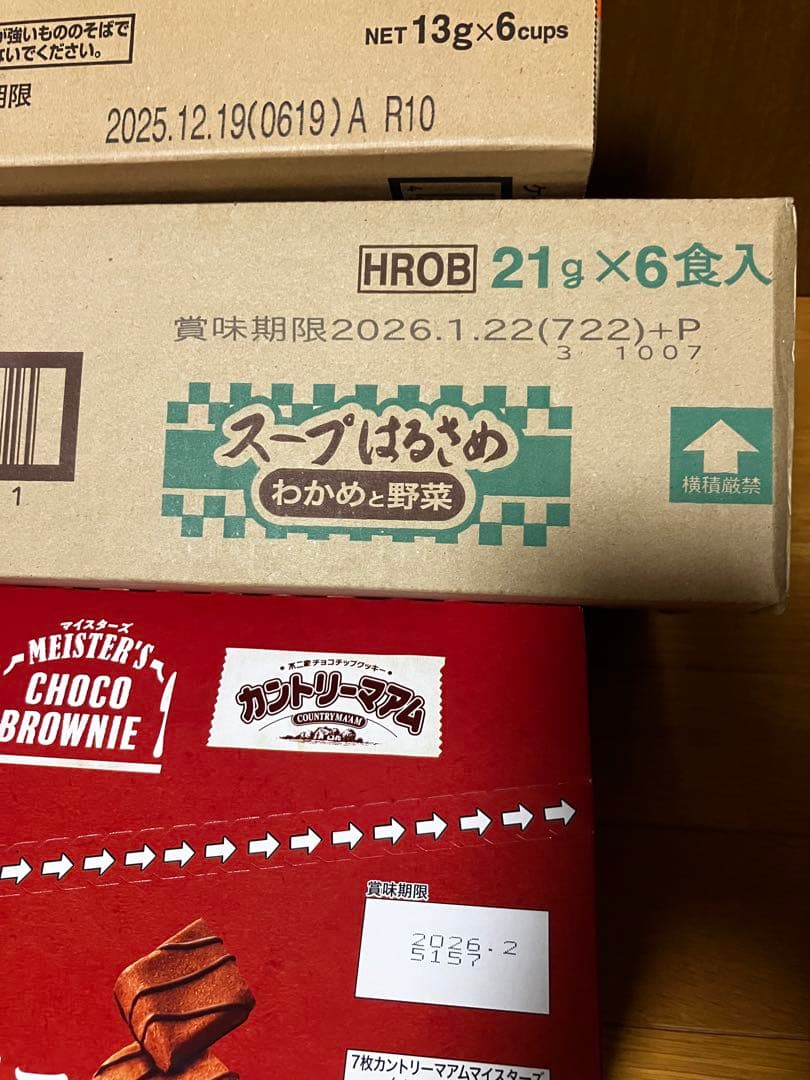 が強いもののそばで
ないでください。
NET 13g×6cups
期限
2025.12.19(0619)A R10
HROB 21g×6食入
賞味期限2026.1.22(722)+P
3 1007
スープはるさめ
わかめと野菜
横積厳禁
1
マイスターズ
MEISTER'S
CHOCO
BROWNIE
・不二家チョコチップクッキー・
カントリーマアム
COUNTRY MA'AM
賞味期限
2026.2
5157
7枚カントリーマアムマイスターズ